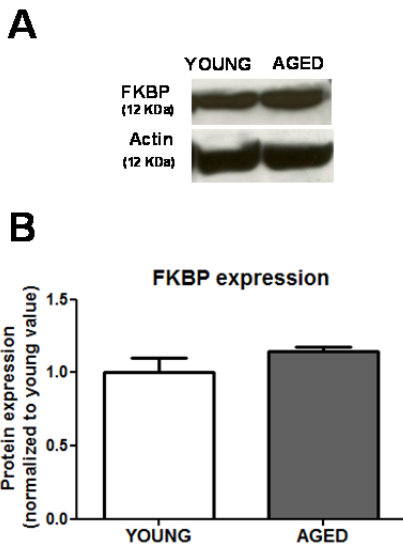 A
YOUNG AGED
FKBP
(12 KDa)
Actin
(12 KDa)
B
FKBP expression
Protein expression
(normalized to young value)
1.5
1.0
0.5
0.0
YOUNG AGED